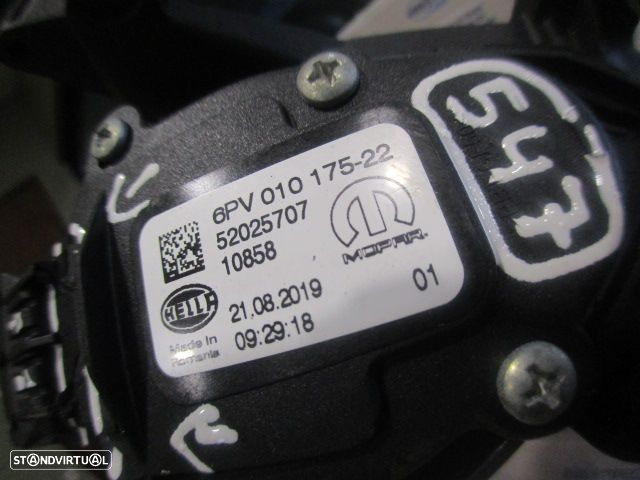 547
6PV 010 175-22
52025707
10858
MOPAR.
HELLA
21.08.2019
09:29:18
01
Made in
Romania
STANDVIRTUAL